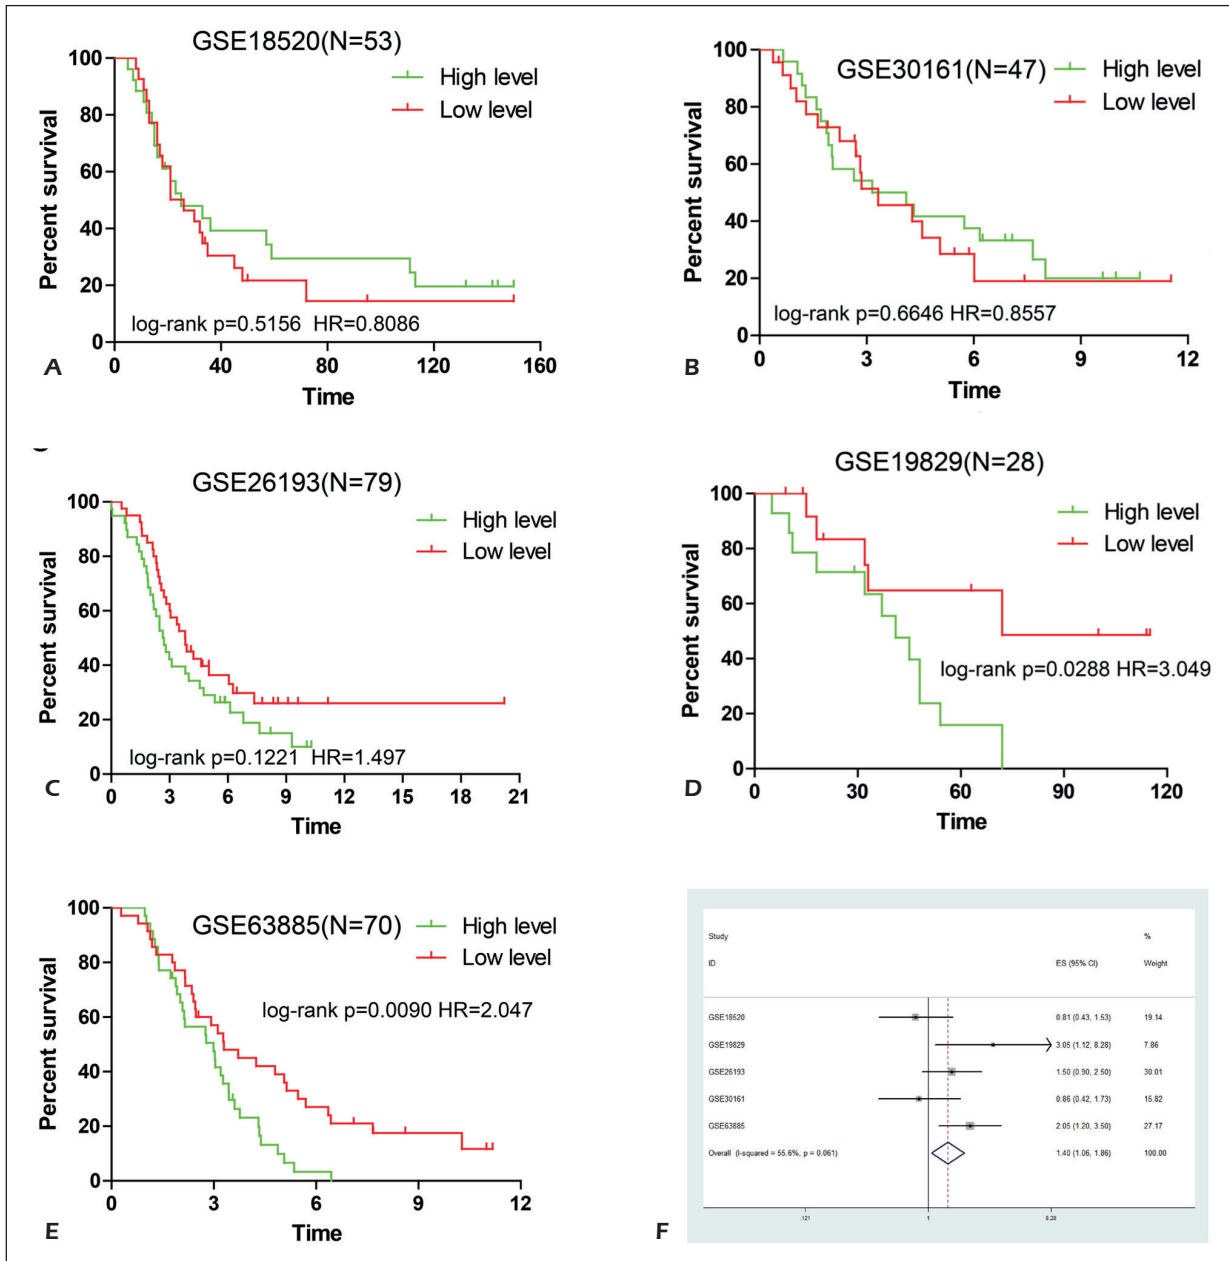 GSE18520(N=53)
High level
Low level
Percent survival
100
80
60
40
20
0
log-rank p=0.5156 HR=0.8086
0 40 80 120 160
Time
A
GSE30161(N=47)
High level
Low level
Percent survival
100
80
60
40
20
0
log-rank p=0.6646 HR=0.8557
0 3 6 9 12
Time
B
GSE26193(N=79)
High level
Low level
Percent survival
100
80
60
40
20
0
log-rank p=0.1221 HR=1.497
0 3 6 9 12 15 18 21
Time
C
GSE19829(N=28)
High level
Low level
Percent survival
100
80
60
40
20
0
log-rank p=0.0288 HR=3.049
0 30 60 90 120
Time
D
GSE63885(N=70)
High level
Low level
Percent survival
100
80
60
40
20
0
log-rank p=0.0090 HR=2.047
0 3 6 9 12
Time
E
Study %
ID ES (95% CI) Weight
GSE18520 0.81 (0.43, 1.53) 19.14
GSE19829 3.05 (1.12, 8.28) 7.86
GSE26193 1.50 (0.90, 2.50) 30.01
GSE30161 0.86 (0.42, 1.73) 15.82
GSE63885 2.05 (1.20, 3.50) 27.17
Overall (I-squared = 55.6%, p = 0.061) 1.40 (1.06, 1.86) 100.00
.121 1 8.28
F